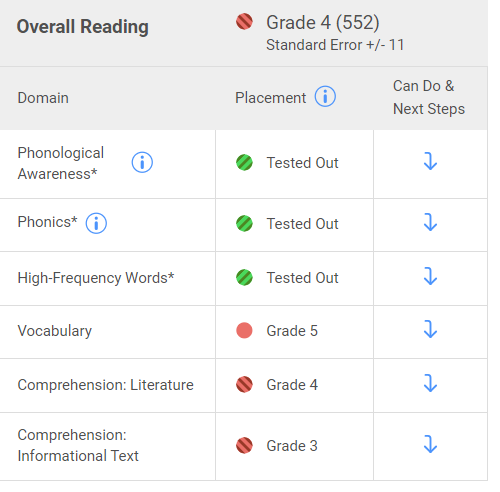 Overall Reading
Grade 4 (552)
Standard Error +/- 11
Domain
Placement
Can Do &
Next Steps
Phonological
Awareness*
Tested Out
Phonics*
Tested Out
High-Frequency Words*
Tested Out
Vocabulary
Grade 5
Comprehension: Literature
Grade 4
Comprehension:
Informational Text
Grade 3